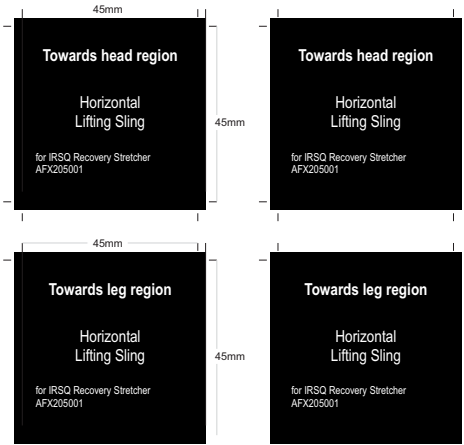 45mm
Towards head region
Horizontal
Lifting Sling
for IRSQ Recovery Stretcher
AFX205001
45mm
Towards head region
Horizontal
Lifting Sling
for IRSQ Recovery Stretcher
AFX205001
45mm
Towards leg region
Horizontal
Lifting Sling
for IRSQ Recovery Stretcher
AFX205001
45mm
Towards leg region
Horizontal
Lifting Sling
for IRSQ Recovery Stretcher
AFX205001